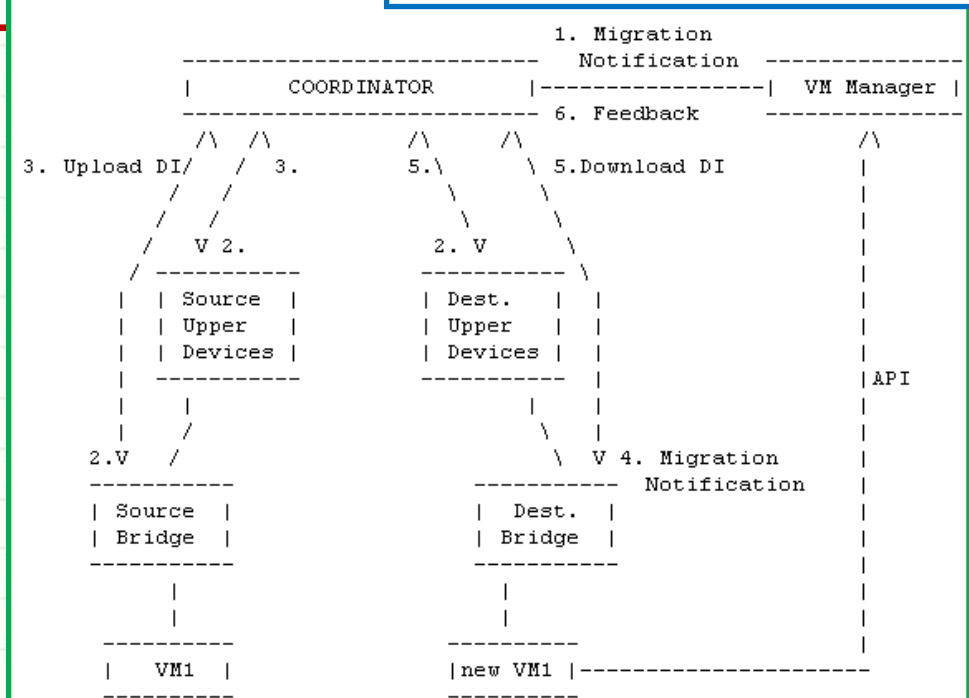 1. Migration
Notification
COORDINATOR
VM Manager
6. Feedback
3. Upload DI
3.
5.
5.Download DI
V 2.
2. V
Source
Upper
Devices
Dest.
Upper
Devices
API
2.V
V 4. Migration
Notification
Source
Bridge
Dest.
Bridge
VM1
new VM1